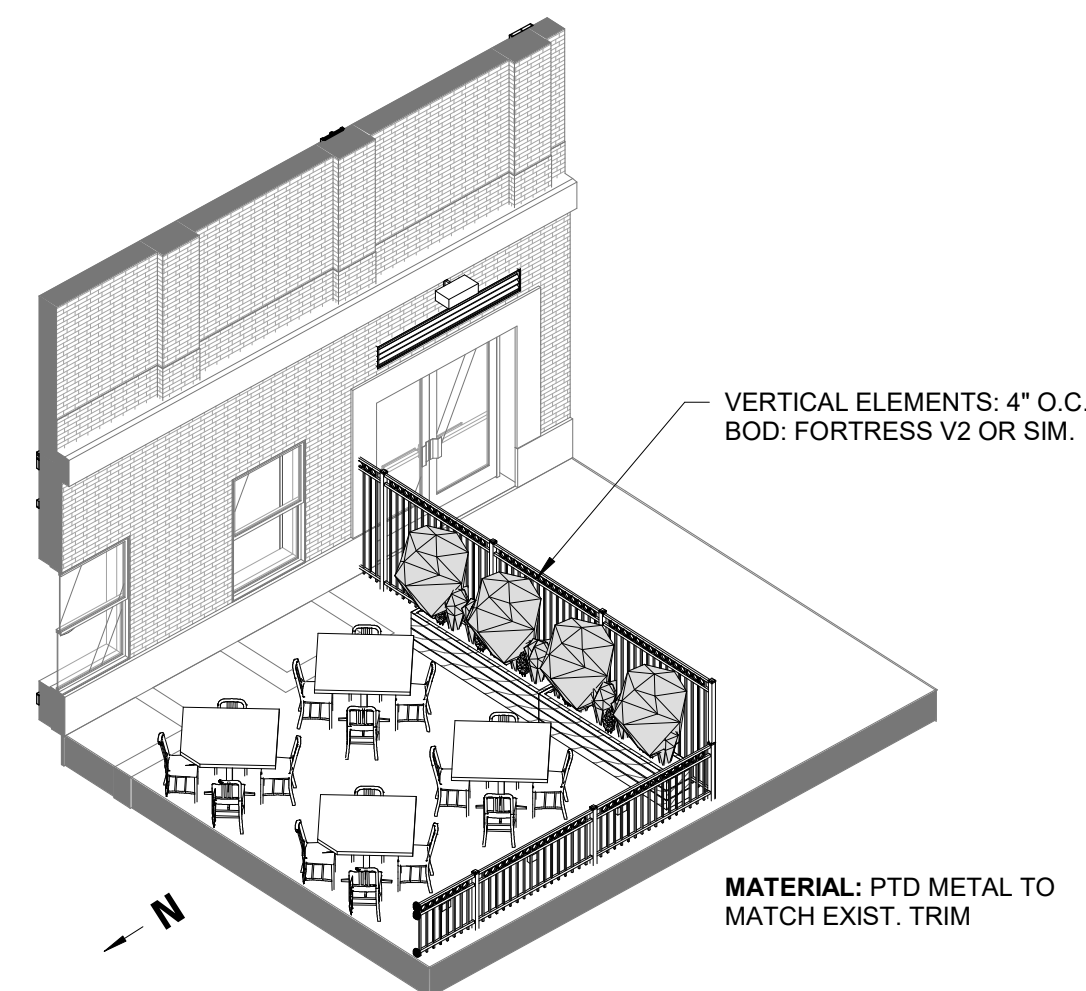 VERTICAL ELEMENTS: 4" O.C.
BOD: FORTRESS V2 OR SIM.
N
MATERIAL: PTD METAL TO
MATCH EXIST. TRIM